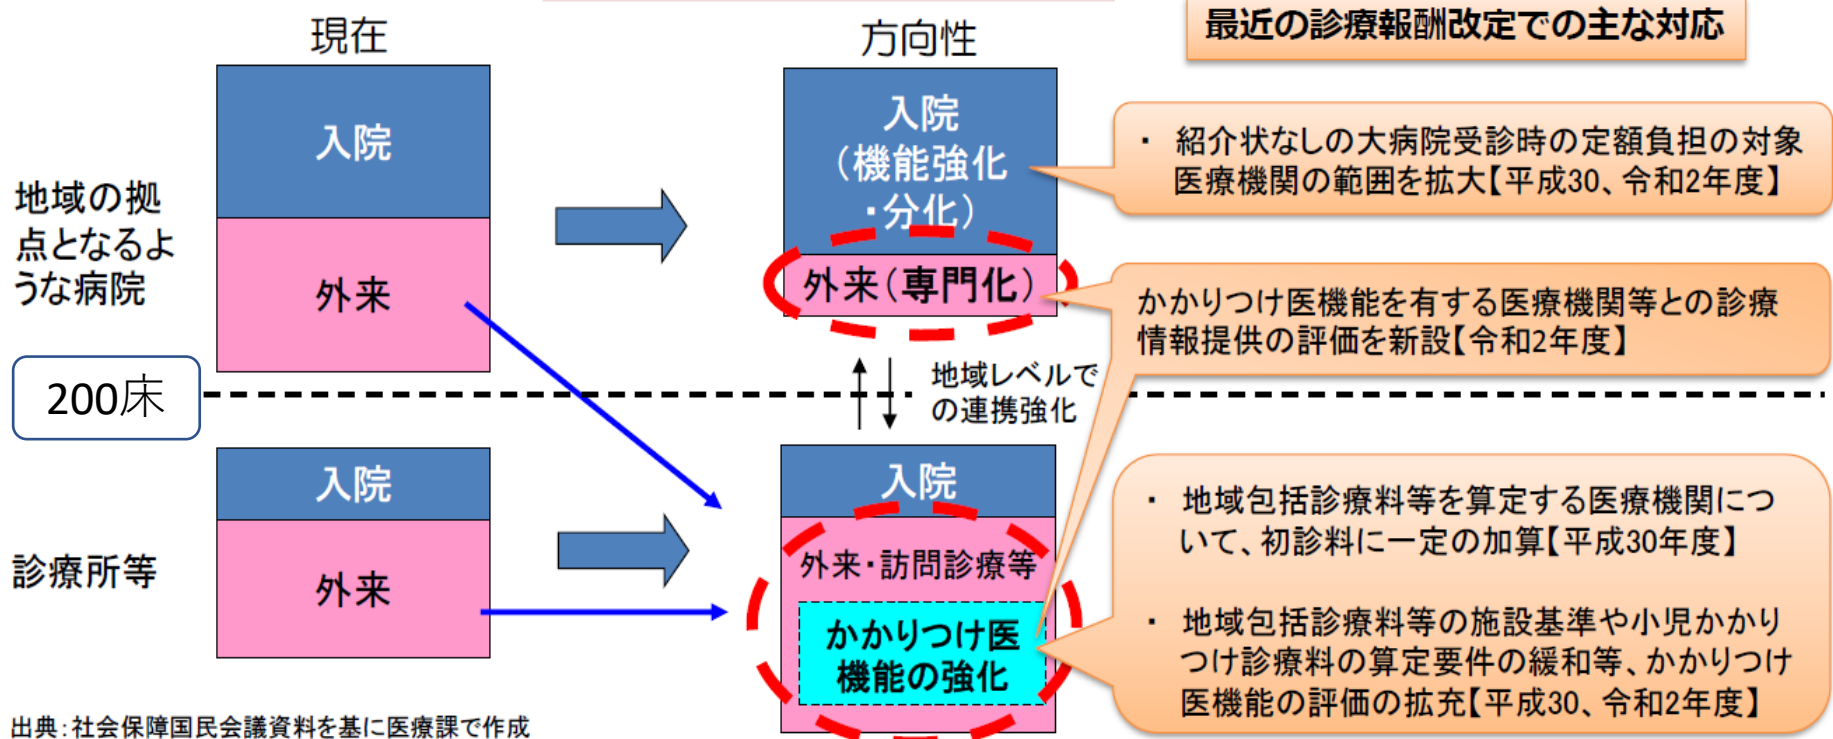 現在
方向性
最近の診療報酬改定での主な対応
地域の拠
点となるよ
うな病院
入院
外来
入院
(機能強化
・分化)
外来(専門化)
・ 紹介状なしの大病院受診時の定額負担の対象
医療機関の範囲を拡大【平成30、令和2年度】
かかりつけ医機能を有する医療機関等との診療
情報提供の評価を新設【令和2年度】
200床
地域レベルで
の連携強化
診療所等
入院
外来
入院
外来・訪問診療等
かかりつけ医
機能の強化
・ 地域包括診療料等を算定する医療機関につ
いて、初診料に一定の加算【平成30年度】
・ 地域包括診療料等の施設基準や小児かかり
つけ診療料の算定要件の緩和等、かかりつけ
医機能の評価の拡充【平成30、令和2年度】
出典:社会保障国民会議資料を基に医療課で作成